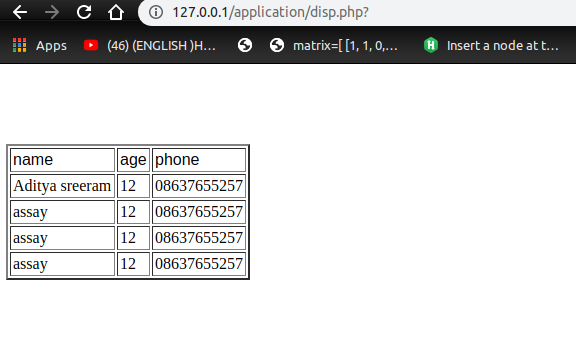 127.0.0.1/application/disp.php?
Apps (46) (ENGLISH )H… matrix=[ [1, 1, 0,… Insert a node at t…
name age phone
Aditya sreeram 12 08637655257
assay 12 08637655257
assay 12 08637655257
assay 12 08637655257